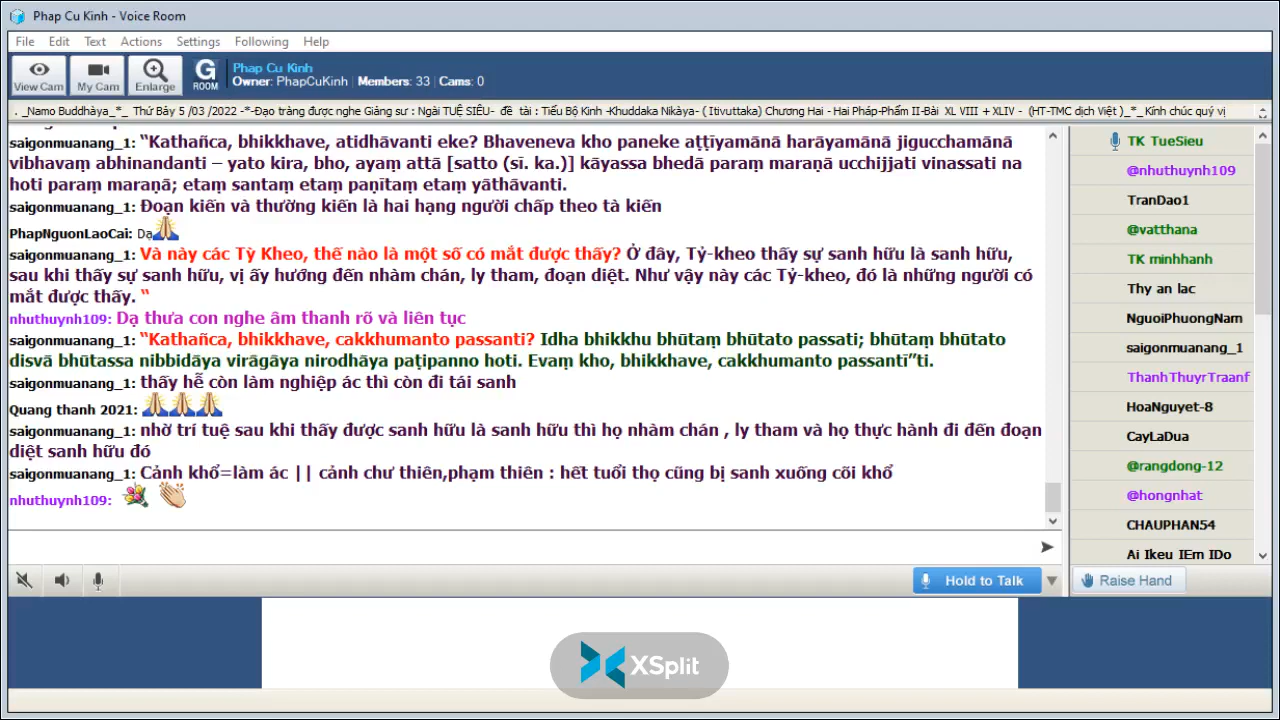 Phap Cu Kinh - Voice Room
File Edit Text Actions Settings Following Help
View Cam
My Cam
Enlarge
G
ROOM
Phap Cu Kinh
Owner: PhapCuKinh | Members: 33 | Cams: 0
. _Namo Buddhàya_*_ Thứ Bảy 5 /03 /2022 -*-Đạo tràng được nghe Giảng sư : Ngài TUỆ SIÊU- đề tài : Tiểu Bộ Kinh -Khuddaka Nikàya- ( Itivuttaka) Chương Hai - Hai Pháp-Phẩm II-Bài XL VIII + XLIV - (HT-TMC dịch Việt )_*_ Kính chúc quý vị
saigonmuanang_1: "Kathañca, bhikkhave, atidhāvanti eke? Bhaveneva kho paneke aṭṭīyamānā harāyamānā jigucchamānā
vibhavaṃ abhinandanti – yato kira, bho, ayaṃ attā [satto (sī. ka.)] kāyassa bhedā paraṃ maraṇā ucchijjati vinassati na
hoti paraṃ maraṇā; etaṃ santaṃ etaṃ paṇītaṃ etaṃ yāthāvanti.
saigonmuanang_1: Đoạn kiến và thường kiến là hai hạng người chấp theo tà kiến
PhapNguonLaoCai: Dạ
saigonmuanang_1: Và này các Tỳ Kheo, thế nào là một số có mắt được thấy? Ở đây, Tỷ-kheo thấy sự sanh hữu là sanh hữu,
sau khi thấy sự sanh hữu, vị ấy hướng đến nhàm chán, ly tham, đoạn diệt. Như vậy này các Tỷ-kheo, đó là những người có
mắt được thấy. "
nhuthuynh109: Dạ thưa con nghe âm thanh rõ và liên tục
saigonmuanang_1: "Kathañca, bhikkhave, cakkhumanto passanti? Idha bhikkhu bhūtaṃ bhūtato passati; bhūtaṃ bhūtato
disvā bhūtassa nibbidāya virāgāya nirodhāya paṭipanno hoti. Evaṃ kho, bhikkhave, cakkhumanto passantī"ti.
saigonmuanang_1: thấy hễ còn làm nghiệp ác thì còn đi tái sanh
Quang thanh 2021:
saigonmuanang_1: nhờ trí tuệ sau khi thấy được sanh hữu là sanh hữu thì họ nhàm chán , ly tham và họ thực hành đi đến đoạn
diệt sanh hữu đó
saigonmuanang_1: Cảnh khổ=làm ác || cảnh chư thiên,phạm thiên : hết tuổi thọ cũng bị sanh xuống cõi khổ
nhuthuynh109:
TK TueSieu
@nhuthuynh109
TranDao1
@vatthana
TK minhhanh
Thy an lac
NguoiPhuongNam
saigonmuanang_1
ThanhThuyrTraanf
HoaNguyet-8
CayLaDua
@rangdong-12
@hongnhat
CHAUPHAN54
Ai Ikeu IEm IDo
Hold to Talk
Raise Hand
XSplit